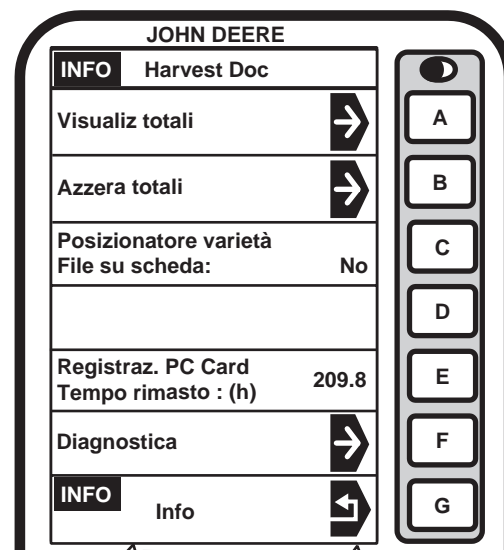 JOHN DEERE
INFO Harvest Doc
Visualiz totali
A
Azzera totali
B
Posizionatore varietà
File su scheda: No
C
D
Registraz. PC Card
Tempo rimasto : (h) 209.8
E
Diagnostica
F
INFO
Info
G